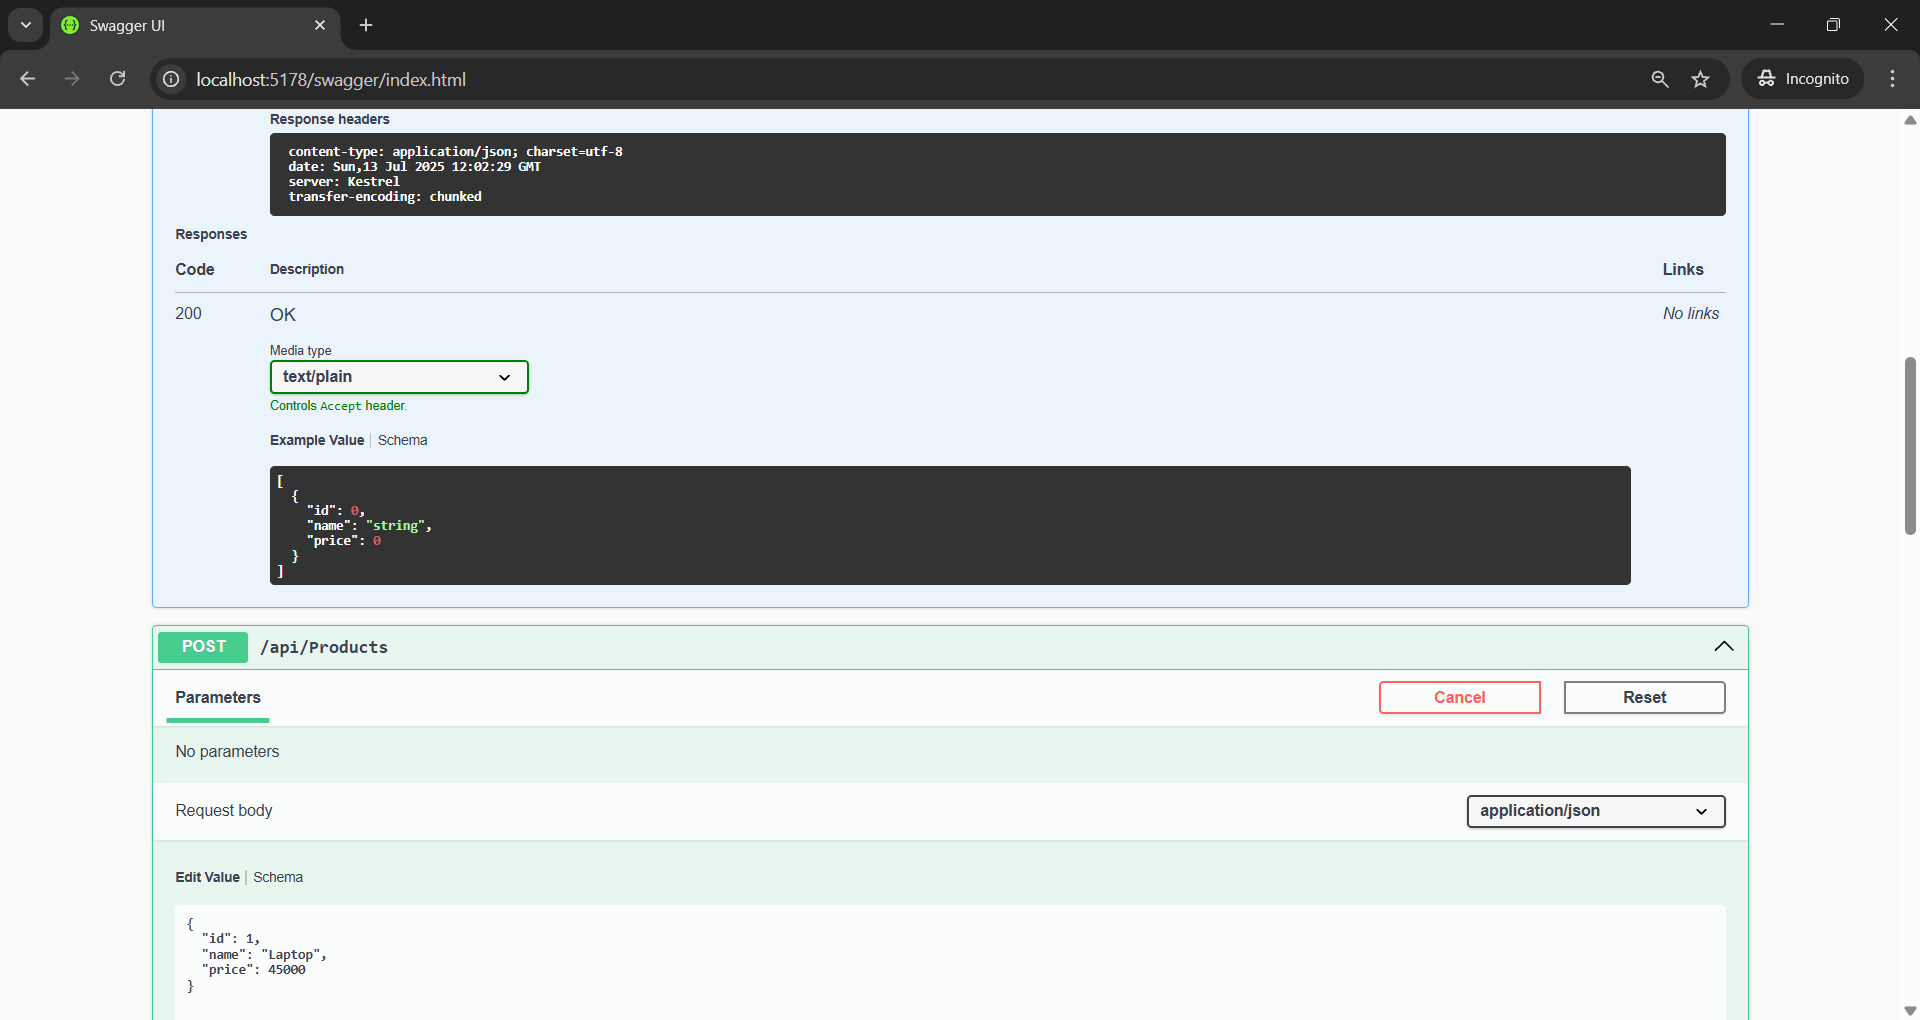 Swagger UI
localhost:5178/swagger/index.html
Incognito
Response headers
content-type: application/json; charset=utf-8
date: Sun,13 Jul 2025 12:02:29 GMT
server: Kestrel
transfer-encoding: chunked
Responses
Code Description Links
200 OK No links
Media type
text/plain
Controls Accept header.
Example Value Schema
[
{
"id": 0,
"name": "string",
"price": 0
}
]
POST /api/Products
Parameters Cancel Reset
No parameters
Request body application/json
Edit Value Schema
{
"id": 1,
"name": "Laptop",
"price": 45000
}